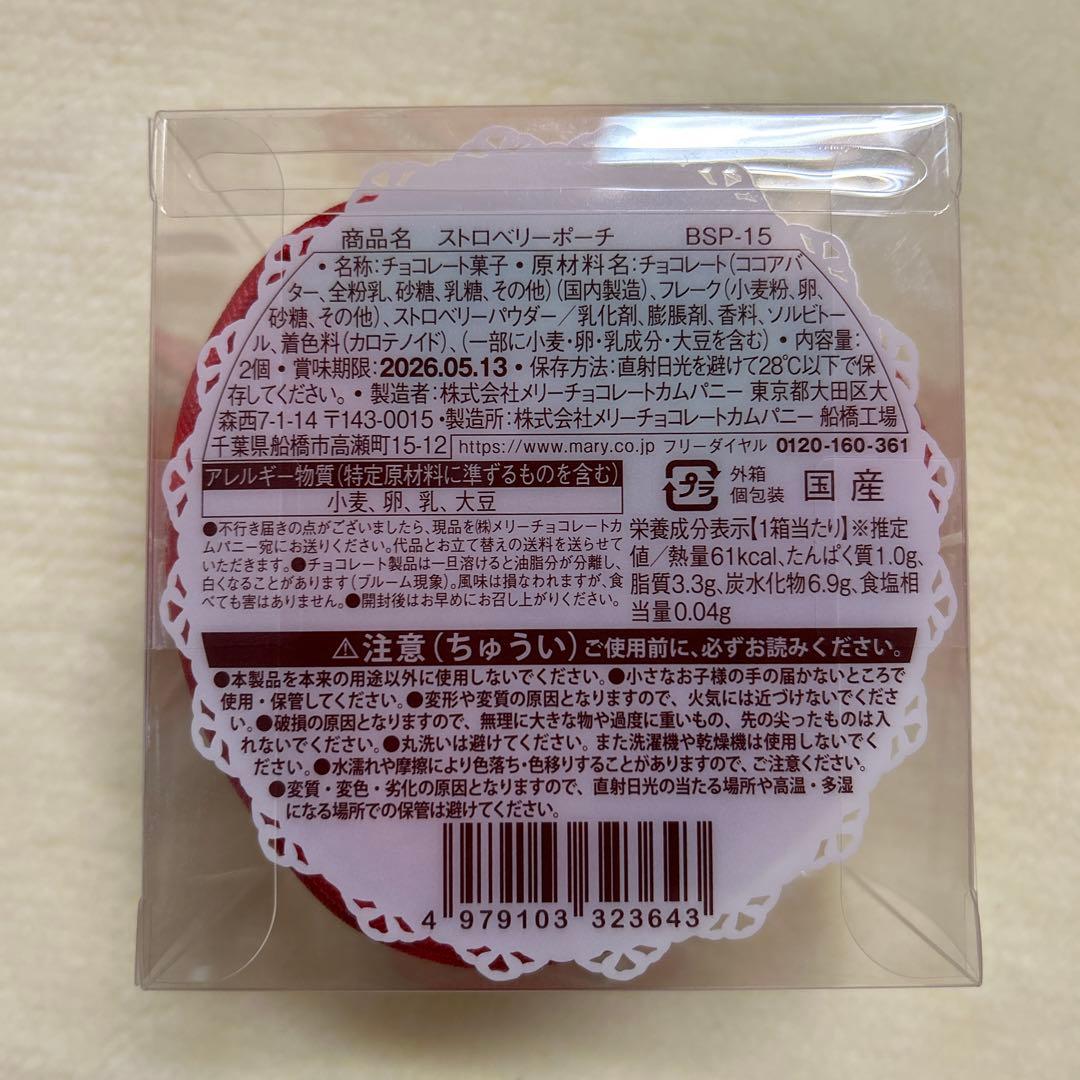 商品名 ストロベリーポーチ BSP-15
・名称:チョコレート菓子・原材料名:チョコレート(ココアバ
ター、全粉乳、砂糖、乳糖、その他)(国内製造)、フレーク(小麦粉、卵、
砂糖、その他)、ストロベリーパウダー/乳化剤、膨脹剤、香料、ソルビトー
ル、着色料(カロテノイド)、(一部に小麦・卵・乳成分・大豆を含む)・内容量:
2個・賞味期限:2026.05.13・保存方法:直射日光を避けて28℃以下で保
存してください。・製造者:株式会社メリーチョコレートカムパニー 東京都大田区大
森西7-1-14 〒143-0015・製造所:株式会社メリーチョコレートカムパニー 船橋工場
千葉県船橋市高瀬町15-12 https://www.mary.co.jp フリーダイヤル 0120-160-361
アレルギー物質(特定原材料に準ずるものを含む)
小麦、卵、乳、大豆
プラ 外箱
個包装 国産
●不行き届きの点がございましたら、現品を㈱メリーチョコレートカ
ムパニー宛にお送りください。代品とお立て替えの送料を送らせて
いただきます。●チョコレート製品は一旦溶けると油脂分が分離し、
白くなることがあります(ブルーム現象)。風味は損なわれますが、食
べても害はありません。●開封後はお早めにお召し上がりください。
栄養成分表示【1箱当たり】※推定
値/熱量61kcal、たんぱく質1.0g、
脂質3.3g、炭水化物6.9g、食塩相
当量0.04g
⚠注意(ちゅうい)ご使用前に、必ずお読みください。
●本製品を本来の用途以外に使用しないでください。●小さなお子様の手の届かないところで
使用・保管してください。●変形や変質の原因となりますので、火気には近づけないでくださ
い。●破損の原因となりますので、無理に大きな物や過度に重いもの、先の尖ったものは入
れないでください。●丸洗いは避けてください。また洗濯機や乾燥機は使用しないでく
ださい。●水濡れや摩擦により色落ち・色移りすることがありますので、ご注意ください。
●変質・変色・劣化の原因となりますので、直射日光の当たる場所や高温・多湿
になる場所での保管は避けてください。
4 979103 323643